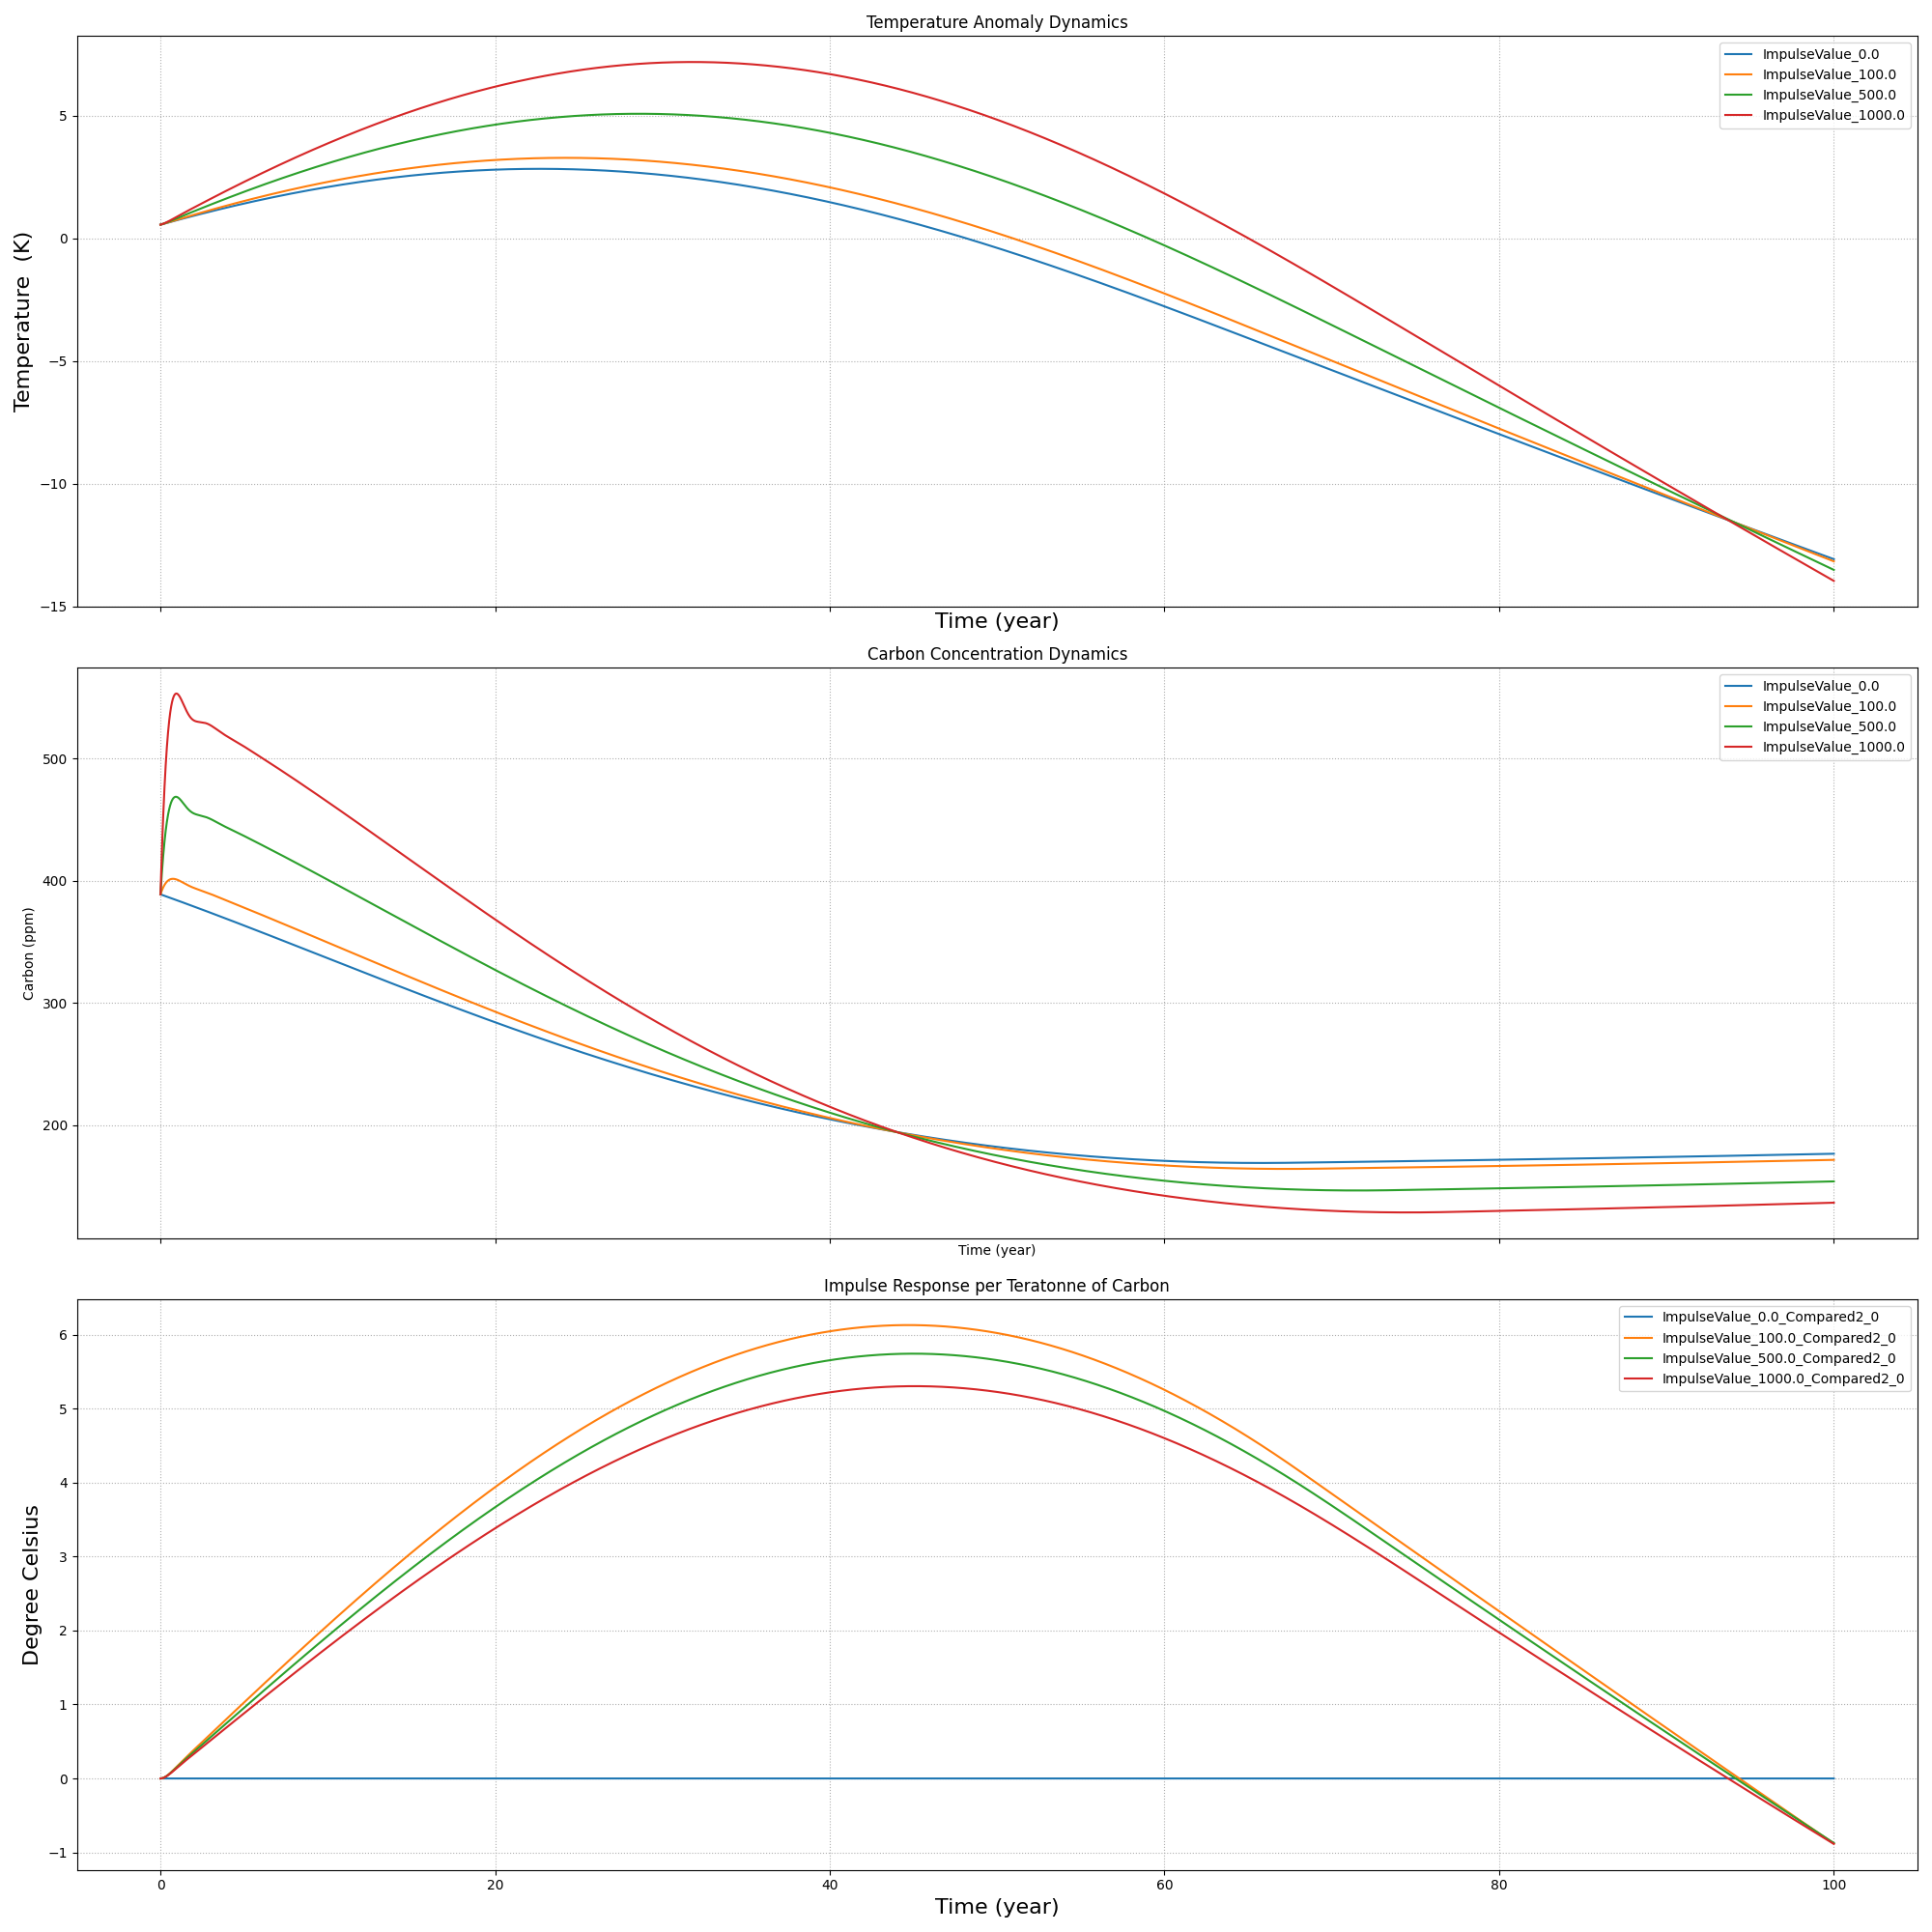 Temperature Anomaly Dynamics
ImpulseValue_0.0
ImpulseValue_100.0
ImpulseValue_500.0
ImpulseValue_1000.0
5
0
−5
−10
−15
Temperature  (K)
Time (year)
Carbon Concentration Dynamics
ImpulseValue_0.0
ImpulseValue_100.0
ImpulseValue_500.0
ImpulseValue_1000.0
500
400
300
200
Carbon (ppm)
Time (year)
Impulse Response per Teratonne of Carbon
ImpulseValue_0.0_Compared2_0
ImpulseValue_100.0_Compared2_0
ImpulseValue_500.0_Compared2_0
ImpulseValue_1000.0_Compared2_0
6
5
4
3
2
1
0
−1
Degree Celsius
0 20 40 60 80 100
Time (year)